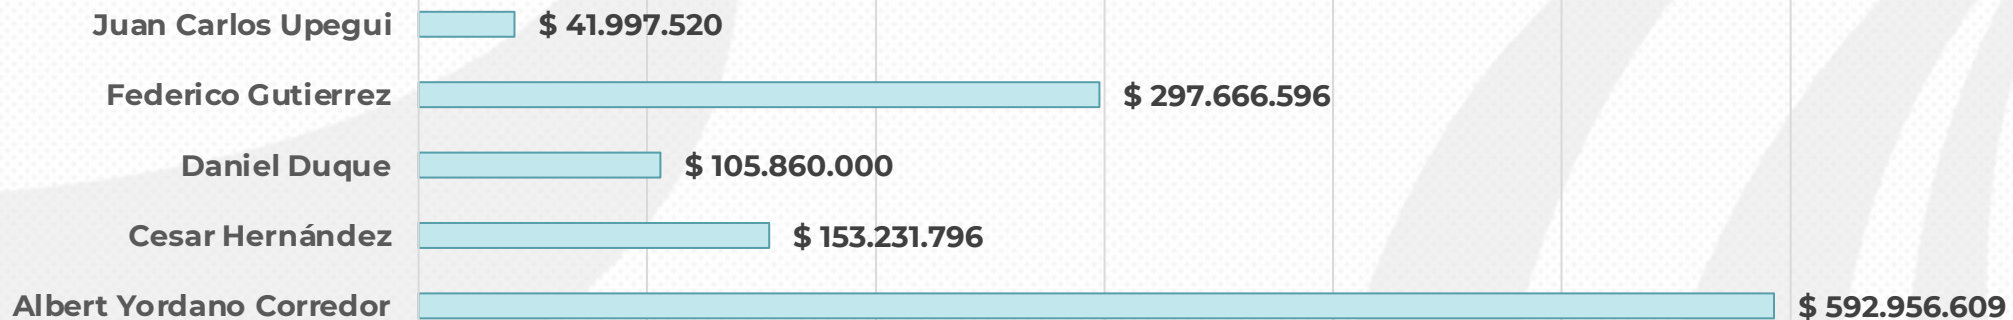 Juan Carlos Upegui $ 41.997.520
Federico Gutierrez $ 297.666.596
Daniel Duque $ 105.860.000
Cesar Hernández $ 153.231.796
Albert Yordano Corredor $ 592.956.609